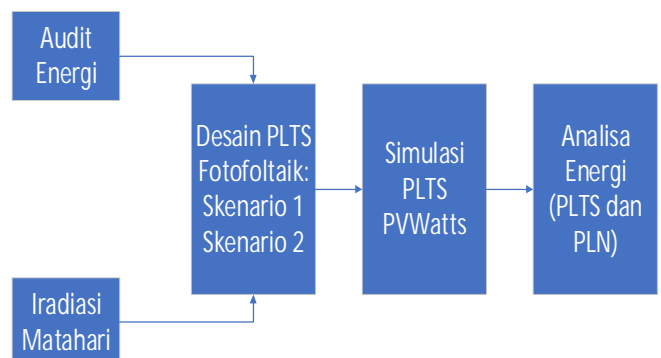 Audit
Energi
Desain PLTS
Fotofoltaik:
Skenario 1
Skenario 2
Simulasi
PLTS
PVWatts
Analisa
Energi
(PLTS dan
PLN)
Iradiasi
Matahari